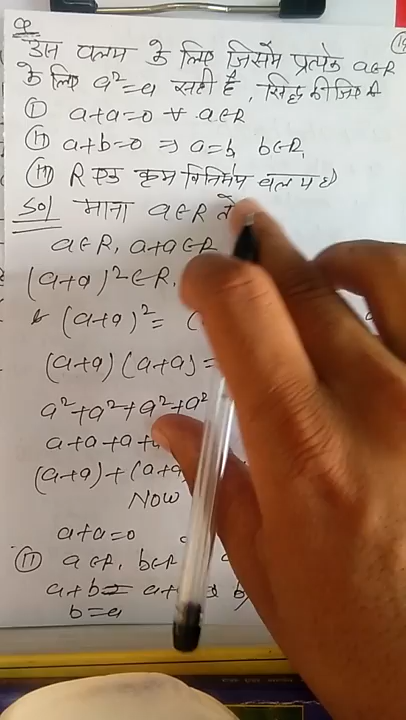 Q
उस वलय के लिए जिसमें प्रत्येक a∈R
के लिए a²=a सही है, सिद्ध कीजिए
(i) a+a=0 ∀ a∈R
(ii) a+b=0 ⇒ a=b, b∈R,
(iii) R एक क्रम विनिमेय वलय है
Sol माना a∈R तो
a∈R, a+a∈R
(a+a)²∈R,
(a+a)² = (
(a+a)(a+a) =
a²+a²+a²+a²
a+a+a+
(a+a)+(a+a
Now
a+a=0
(ii) a∈R, b∈R
a+b= a+
b=a